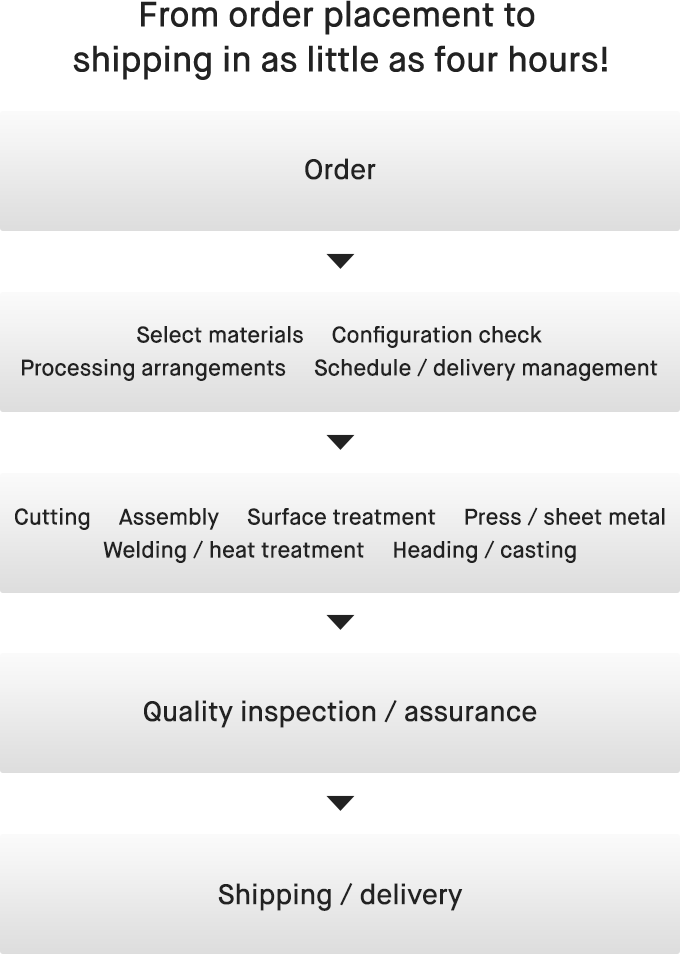 From order placement to
shipping in as little as four hours!
Order
Select materials Configuration check
Processing arrangements Schedule / delivery management
Cutting Assembly Surface treatment Press / sheet metal
Welding / heat treatment Heading / casting
Quality inspection / assurance
Shipping / delivery